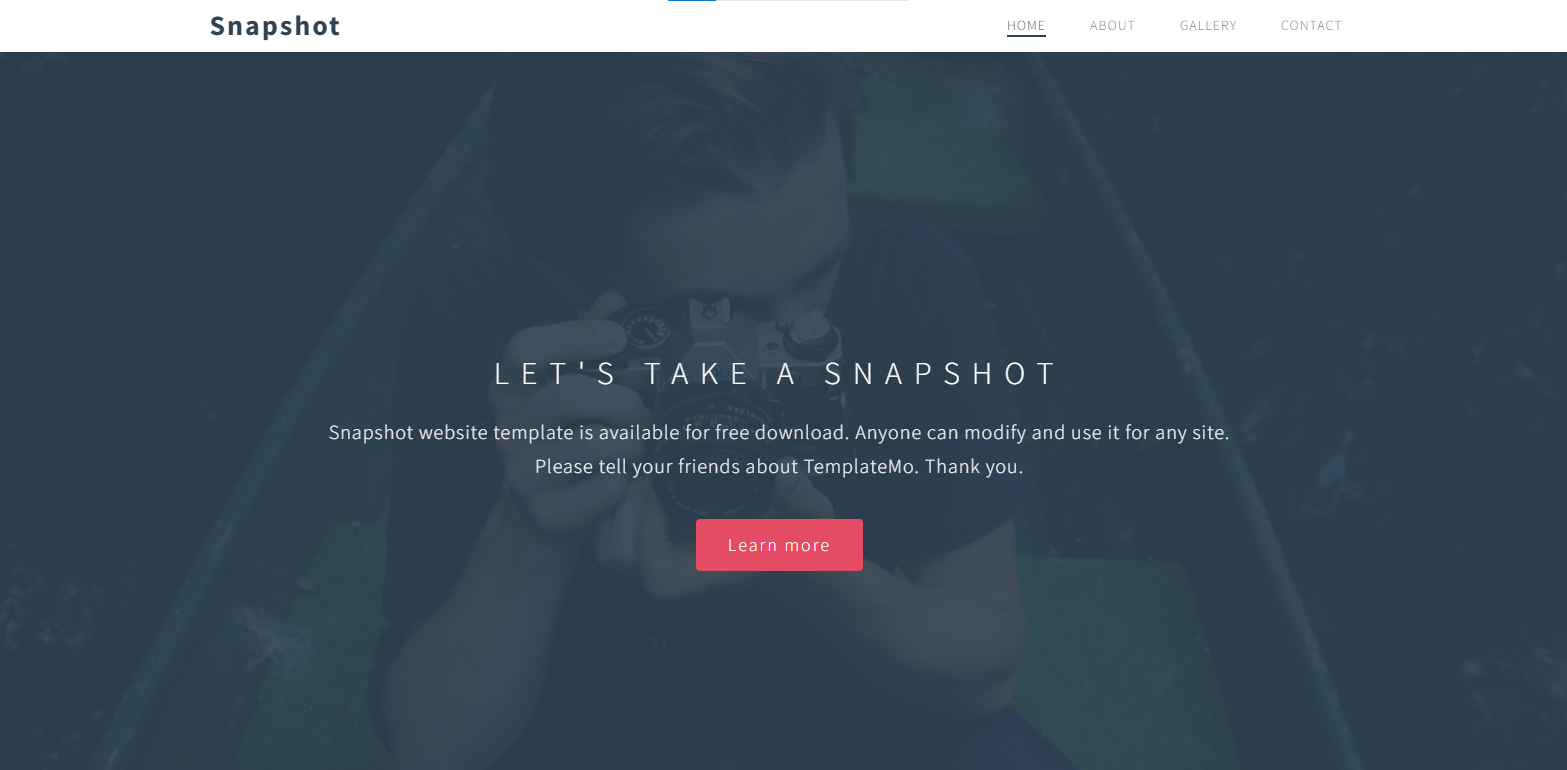 Snapshot
HOME ABOUT GALLERY CONTACT
LET'S TAKE A SNAPSHOT
Snapshot website template is available for free download. Anyone can modify and use it for any site.
Please tell your friends about TemplateMo. Thank you.
Learn more